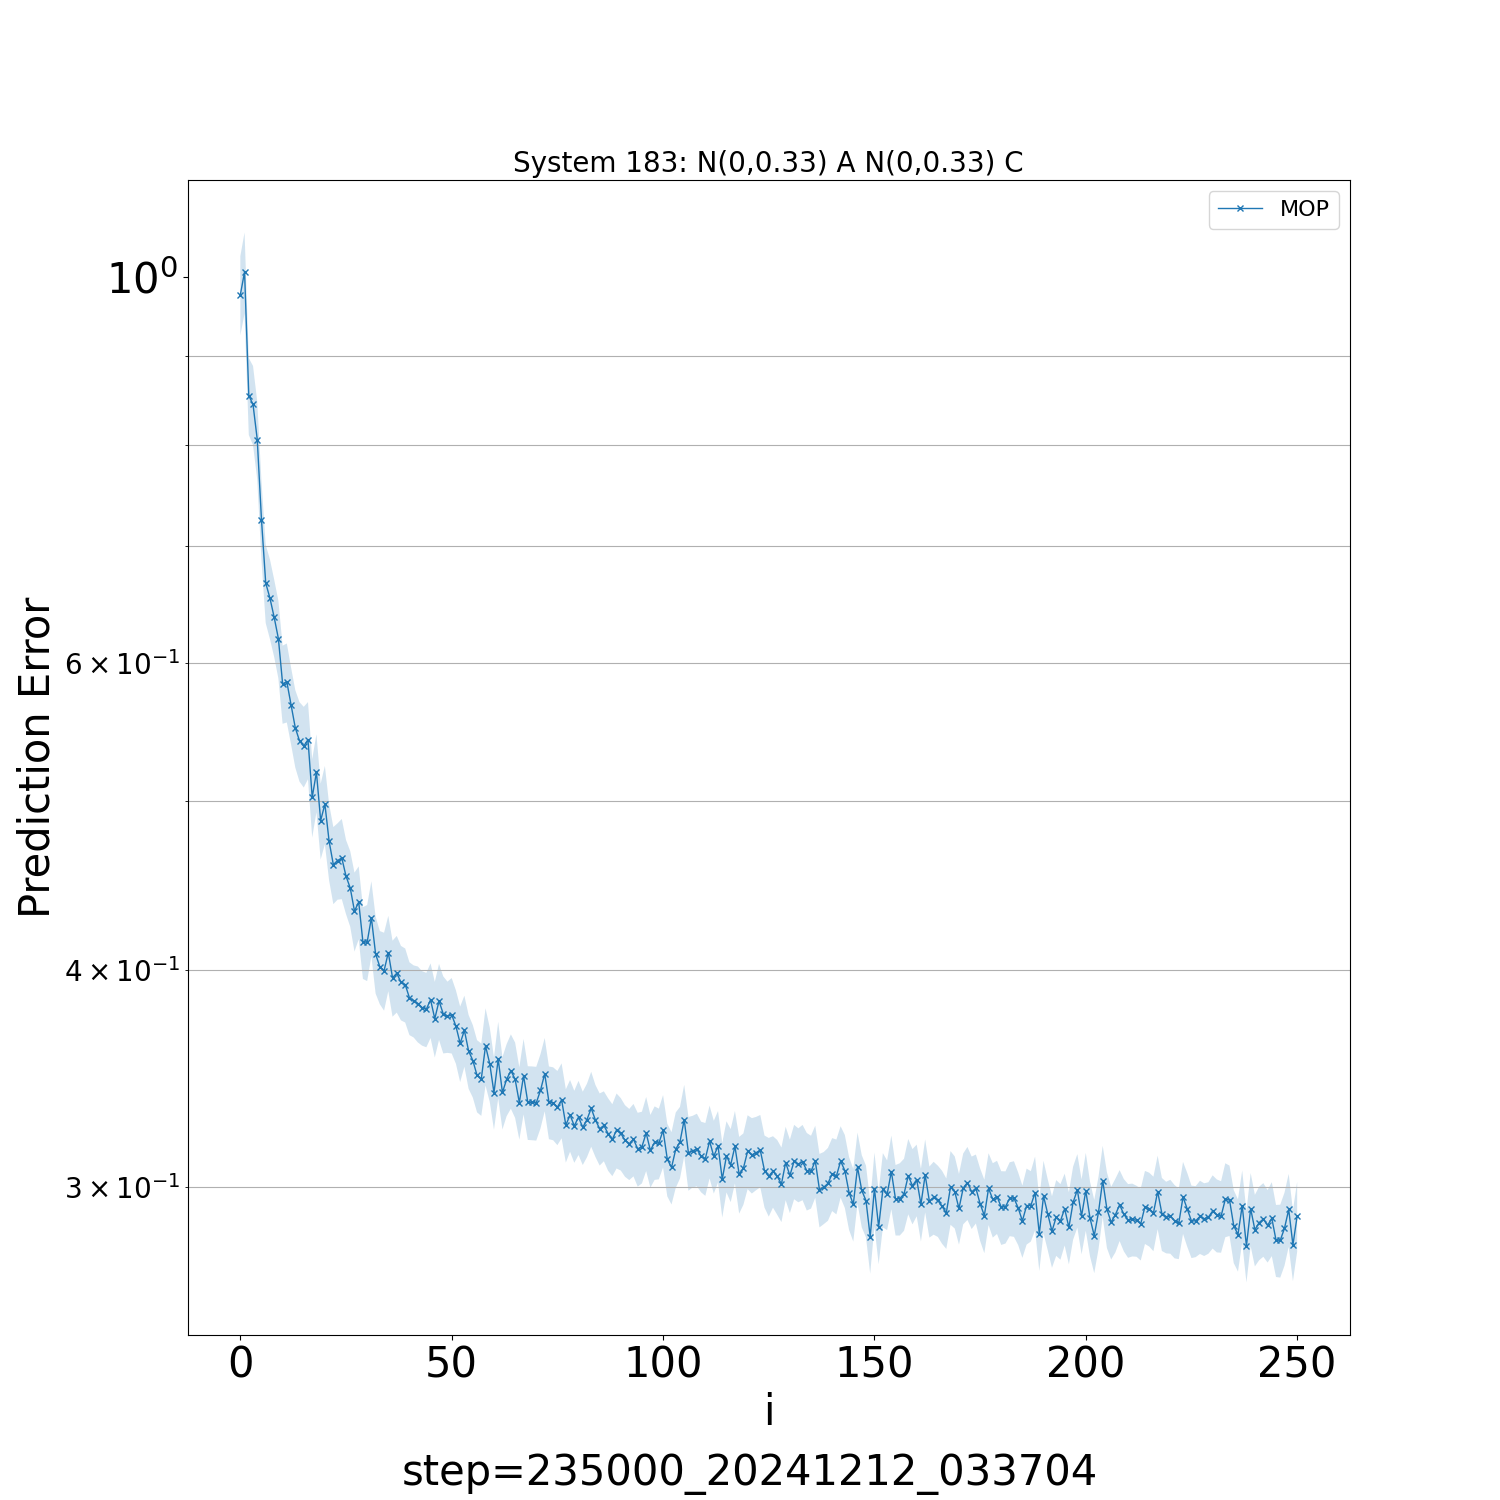 System 183: N(0,0.33) A N(0,0.33) C
MOP
10⁰
6 × 10⁻¹
4 × 10⁻¹
3 × 10⁻¹
Prediction Error
0 50 100 150 200 250
i
step=235000_20241212_033704